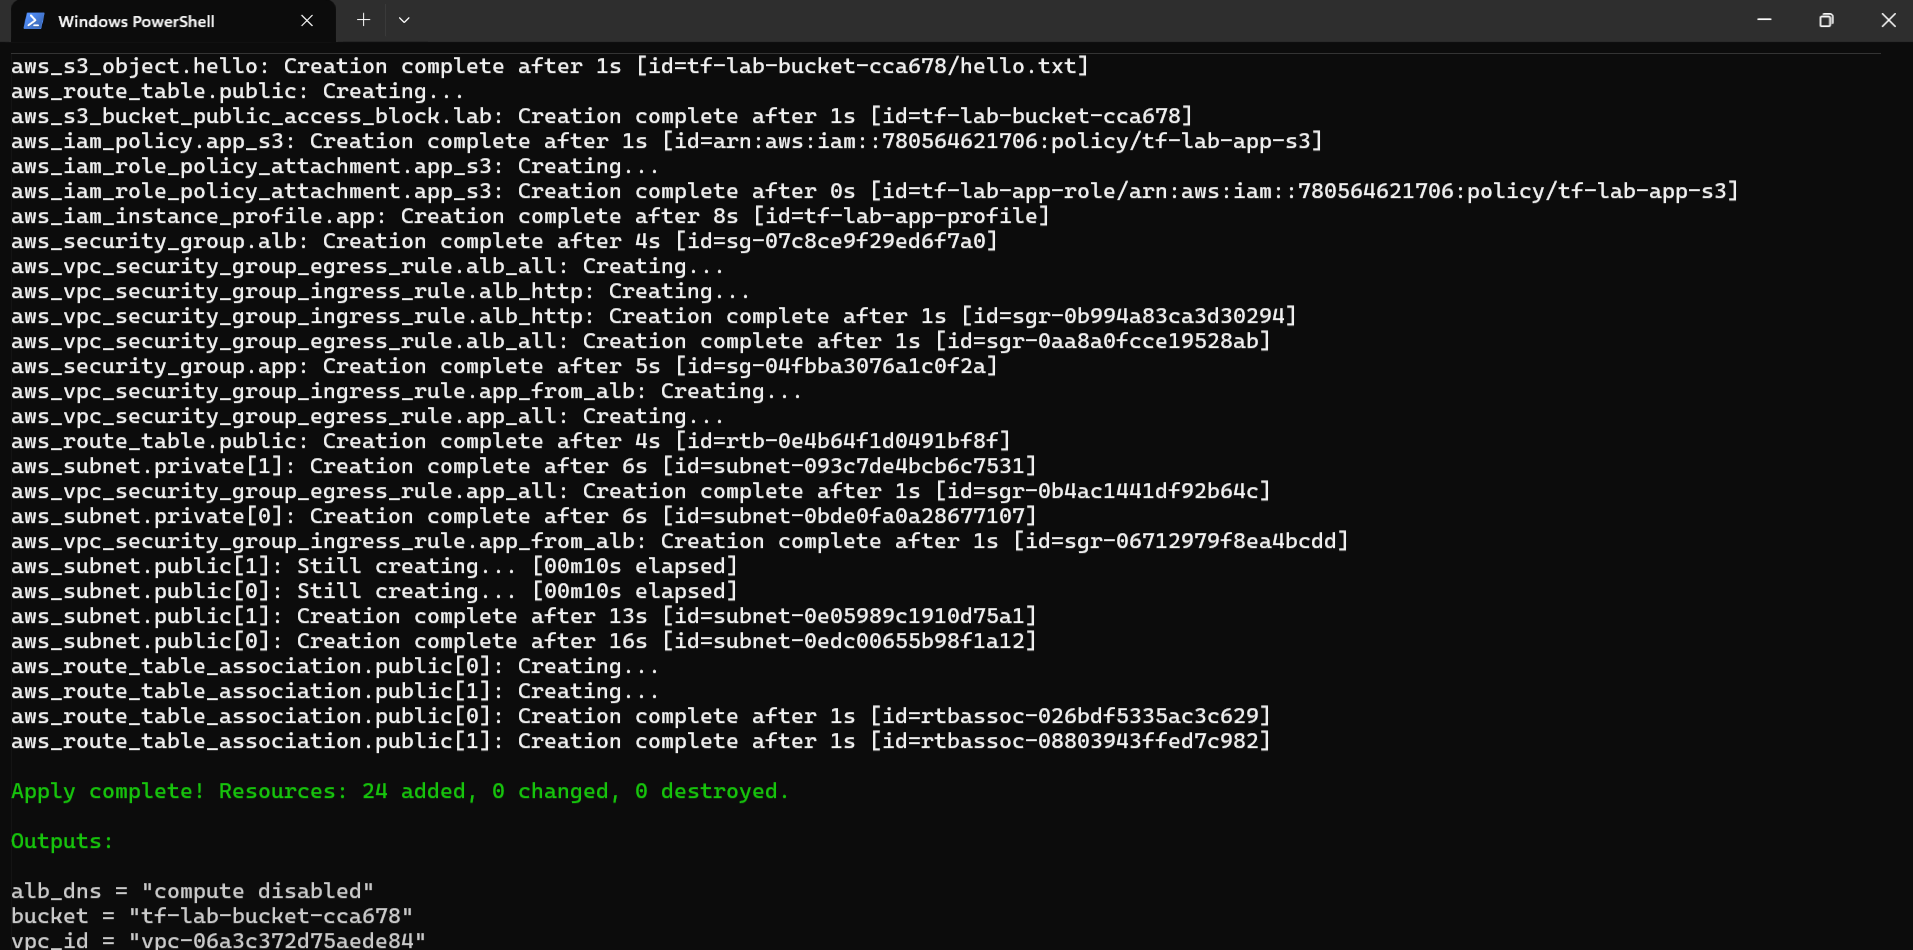 Windows PowerShell
aws_s3_object.hello: Creation complete after 1s [id=tf-lab-bucket-cca678/hello.txt]
aws_route_table.public: Creating...
aws_s3_bucket_public_access_block.lab: Creation complete after 1s [id=tf-lab-bucket-cca678]
aws_iam_policy.app_s3: Creation complete after 1s [id=arn:aws:iam::780564621706:policy/tf-lab-app-s3]
aws_iam_role_policy_attachment.app_s3: Creating...
aws_iam_role_policy_attachment.app_s3: Creation complete after 0s [id=tf-lab-app-role/arn:aws:iam::780564621706:policy/tf-lab-app-s3]
aws_iam_instance_profile.app: Creation complete after 8s [id=tf-lab-app-profile]
aws_security_group.alb: Creation complete after 4s [id=sg-07c8ce9f29ed6f7a0]
aws_vpc_security_group_egress_rule.alb_all: Creating...
aws_vpc_security_group_ingress_rule.alb_http: Creating...
aws_vpc_security_group_ingress_rule.alb_http: Creation complete after 1s [id=sgr-0b994a83ca3d30294]
aws_vpc_security_group_egress_rule.alb_all: Creation complete after 1s [id=sgr-0aa8a0fcce19528ab]
aws_security_group.app: Creation complete after 5s [id=sg-04fbba3076a1c0f2a]
aws_vpc_security_group_ingress_rule.app_from_alb: Creating...
aws_vpc_security_group_egress_rule.app_all: Creating...
aws_route_table.public: Creation complete after 4s [id=rtb-0e4b64f1d0491bf8f]
aws_subnet.private[1]: Creation complete after 6s [id=subnet-093c7de4bcb6c7531]
aws_vpc_security_group_egress_rule.app_all: Creation complete after 1s [id=sgr-0b4ac1441df92b64c]
aws_subnet.private[0]: Creation complete after 6s [id=subnet-0bde0fa0a28677107]
aws_vpc_security_group_ingress_rule.app_from_alb: Creation complete after 1s [id=sgr-06712979f8ea4bcdd]
aws_subnet.public[1]: Still creating... [00m10s elapsed]
aws_subnet.public[0]: Still creating... [00m10s elapsed]
aws_subnet.public[1]: Creation complete after 13s [id=subnet-0e05989c1910d75a1]
aws_subnet.public[0]: Creation complete after 16s [id=subnet-0edc00655b98f1a12]
aws_route_table_association.public[0]: Creating...
aws_route_table_association.public[1]: Creating...
aws_route_table_association.public[0]: Creation complete after 1s [id=rtbassoc-026bdf5335ac3c629]
aws_route_table_association.public[1]: Creation complete after 1s [id=rtbassoc-08803943ffed7c982]
Apply complete! Resources: 24 added, 0 changed, 0 destroyed.
Outputs:
alb_dns = "compute disabled"
bucket = "tf-lab-bucket-cca678"
vpc_id = "vpc-06a3c372d75aede84"